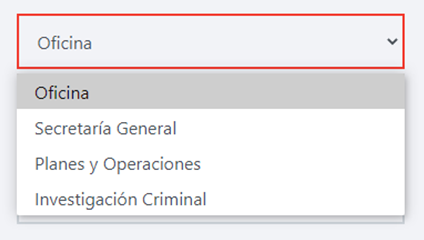 Oficina
Oficina
Secretaría General
Planes y Operaciones
Investigación Criminal